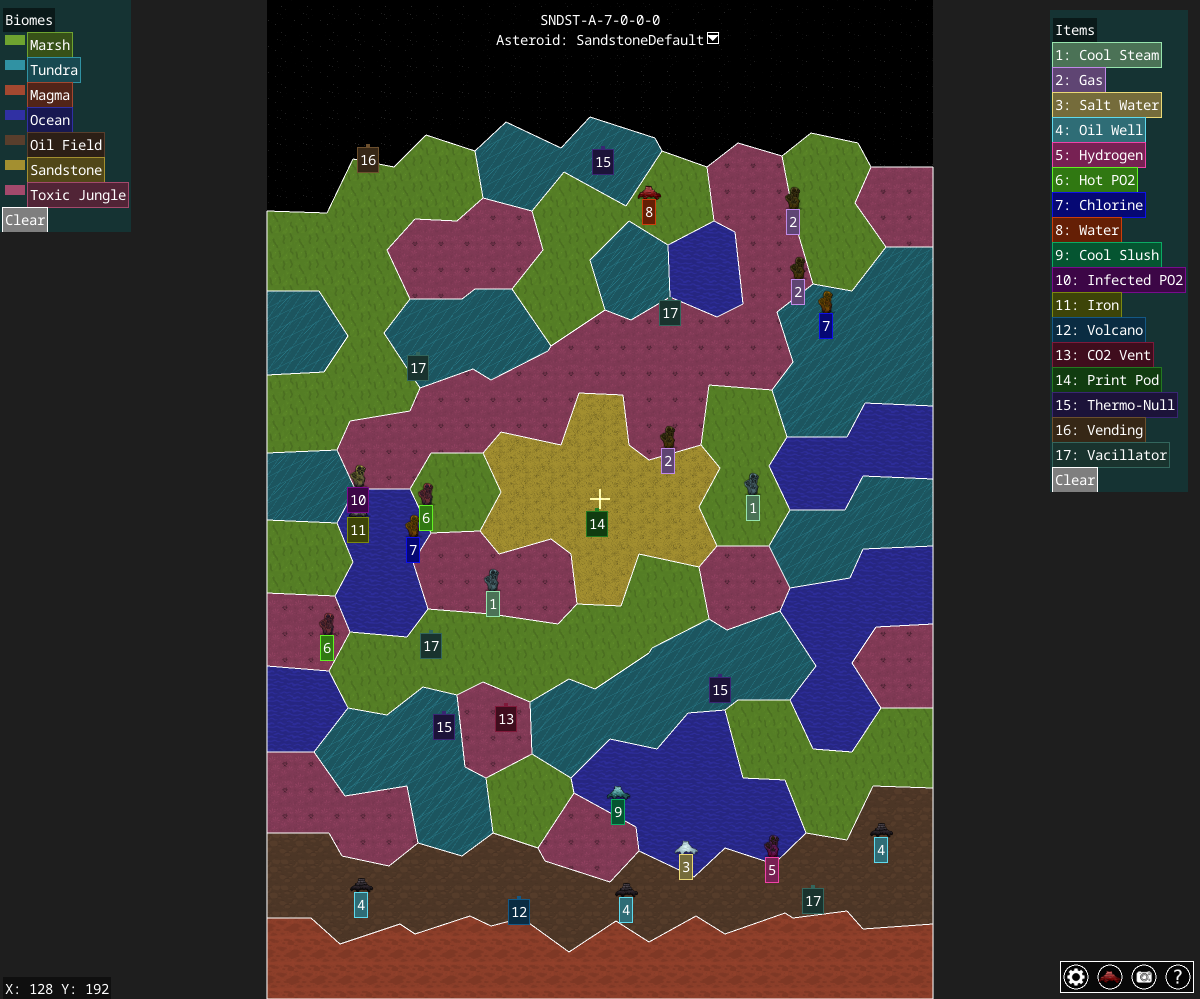 Biomes
Marsh
Tundra
Magma
Ocean
Oil Field
Sandstone
Toxic Jungle
Clear
SNDST-A-7-0-0-0
Asteroid: SandstoneDefault
Items
1: Cool Steam
2: Gas
3: Salt Water
4: Oil Well
5: Hydrogen
6: Hot PO2
7: Chlorine
8: Water
9: Cool Slush
10: Infected PO2
11: Iron
12: Volcano
13: CO2 Vent
14: Print Pod
15: Thermo-Null
16: Vending
17: Vacillator
Clear
16
15
8
2
2
17
7
17
2
10
6
1
11
14
7
1
6
17
15
13
15
9
4
3
5
4
4
12
17
X: 128 Y: 192
?